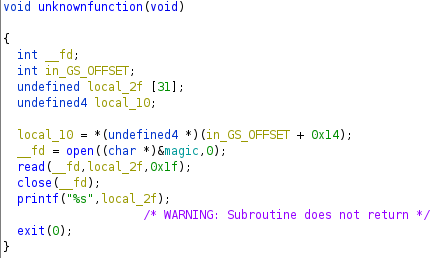 void unknownfunction(void)
{
int __fd;
int in_GS_OFFSET;
undefined local_2f [31];
undefined4 local_10;
local_10 = *(undefined4 *)(in_GS_OFFSET + 0x14);
__fd = open((char *)&magic,0);
read(__fd,local_2f,0x1f);
close(__fd);
printf("%s",local_2f);
/* WARNING: Subroutine does not return */
exit(0);
}